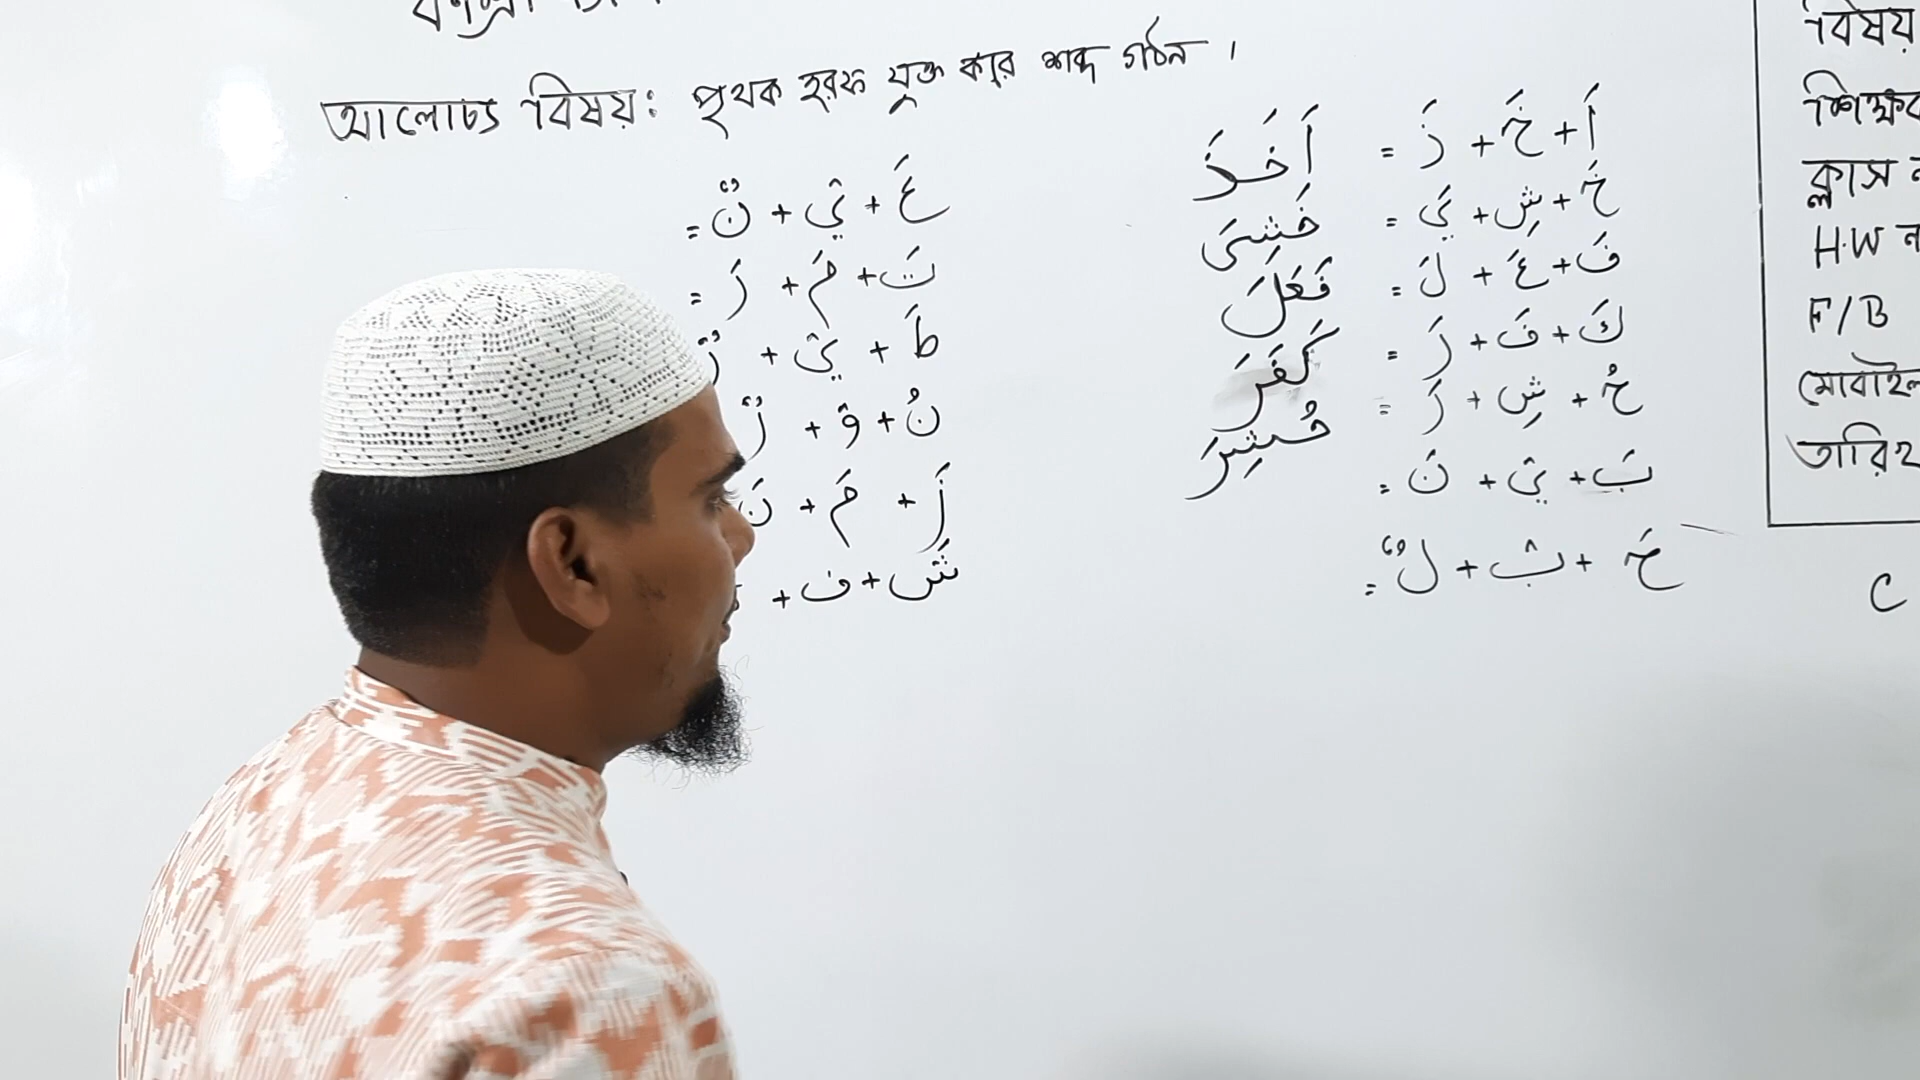 আলোচ্য বিষয়: পৃথক হরফ যুক্ত করে শব্দ গঠন ।
أَ + خَ + ذَ = أَخَذَ
خَ + شِ + يَ = خَشِىَ
فَ + عَ + لَ = فَعَلَ
كَ + فَ + رَ = كَفَرَ
حُ + شِ + رَ = حُشِرَ
بَ + يْ + نَ =
حَ + بْ + لٌ =
عَ + يْ + نٌ =
تَ + مَ + رَ =
طَ + يْ + رٌ
نُ + وْ + رٌ
زَ + مَ + نَ
شَ + ف +
বিষয়
শিক্ষক
ক্লাস ন
H.W ন
F/B
মোবাইল
তারিখ
C